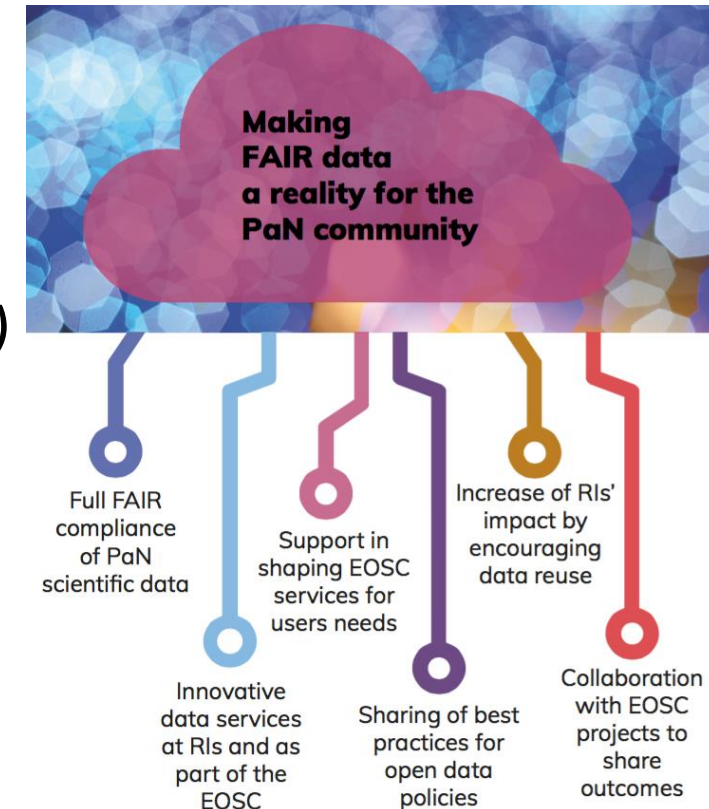 Making
FAIR data
a reality for the
PaN community
)
Full FAIR
compliance
of PaN
scientific data
Innovative
data services
at RIs and as
part of the
EOSC
Support in
shaping EOSC
services for
users needs
Sharing of best
practices for
open data
policies
Increase of RIs'
impact by
encouraging
data reuse
Collaboration
with EOSC
projects to
share
outcomes